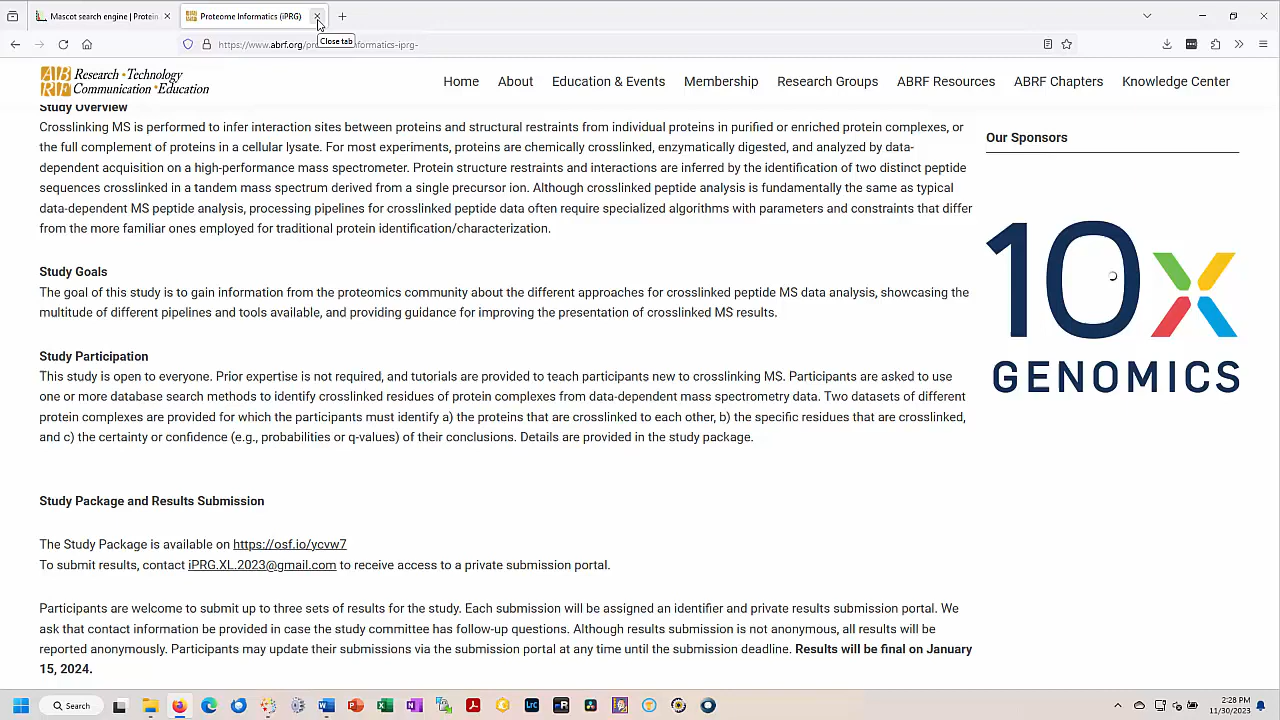 Mascot search engine | Protein
Proteome Informatics (iPRG)
Close tab
https://www.abrf.org/pr
matics-iprg-
ABRF Research • Technology
Communication • Education
Home About Education & Events Membership Research Groups ABRF Resources ABRF Chapters Knowledge Center
Study Overview
Crosslinking MS is performed to infer interaction sites between proteins and structural restraints from individual proteins in purified or enriched protein complexes, or
the full complement of proteins in a cellular lysate. For most experiments, proteins are chemically crosslinked, enzymatically digested, and analyzed by data-
dependent acquisition on a high-performance mass spectrometer. Protein structure restraints and interactions are inferred by the identification of two distinct peptide
sequences crosslinked in a tandem mass spectrum derived from a single precursor ion. Although crosslinked peptide analysis is fundamentally the same as typical
data-dependent MS peptide analysis, processing pipelines for crosslinked peptide data often require specialized algorithms with parameters and constraints that differ
from the more familiar ones employed for traditional protein identification/characterization.
Study Goals
The goal of this study is to gain information from the proteomics community about the different approaches for crosslinked peptide MS data analysis, showcasing the
multitude of different pipelines and tools available, and providing guidance for improving the presentation of crosslinked MS results.
Study Participation
This study is open to everyone. Prior expertise is not required, and tutorials are provided to teach participants new to crosslinking MS. Participants are asked to use
one or more database search methods to identify crosslinked residues of protein complexes from data-dependent mass spectrometry data. Two datasets of different
protein complexes are provided for which the participants must identify a) the proteins that are crosslinked to each other, b) the specific residues that are crosslinked,
and c) the certainty or confidence (e.g., probabilities or q-values) of their conclusions. Details are provided in the study package.
Study Package and Results Submission
The Study Package is available on https://osf.io/ycvw7
To submit results, contact iPRG.XL.2023@gmail.com to receive access to a private submission portal.
Participants are welcome to submit up to three sets of results for the study. Each submission will be assigned an identifier and private results submission portal. We
ask that contact information be provided in case the study committee has follow-up questions. Although results submission is not anonymous, all results will be
reported anonymously. Participants may update their submissions via the submission portal at any time until the submission deadline. Results will be final on January
15, 2024.
Our Sponsors
10x
GENOMICS
Search
2:28 PM
11/30/2023